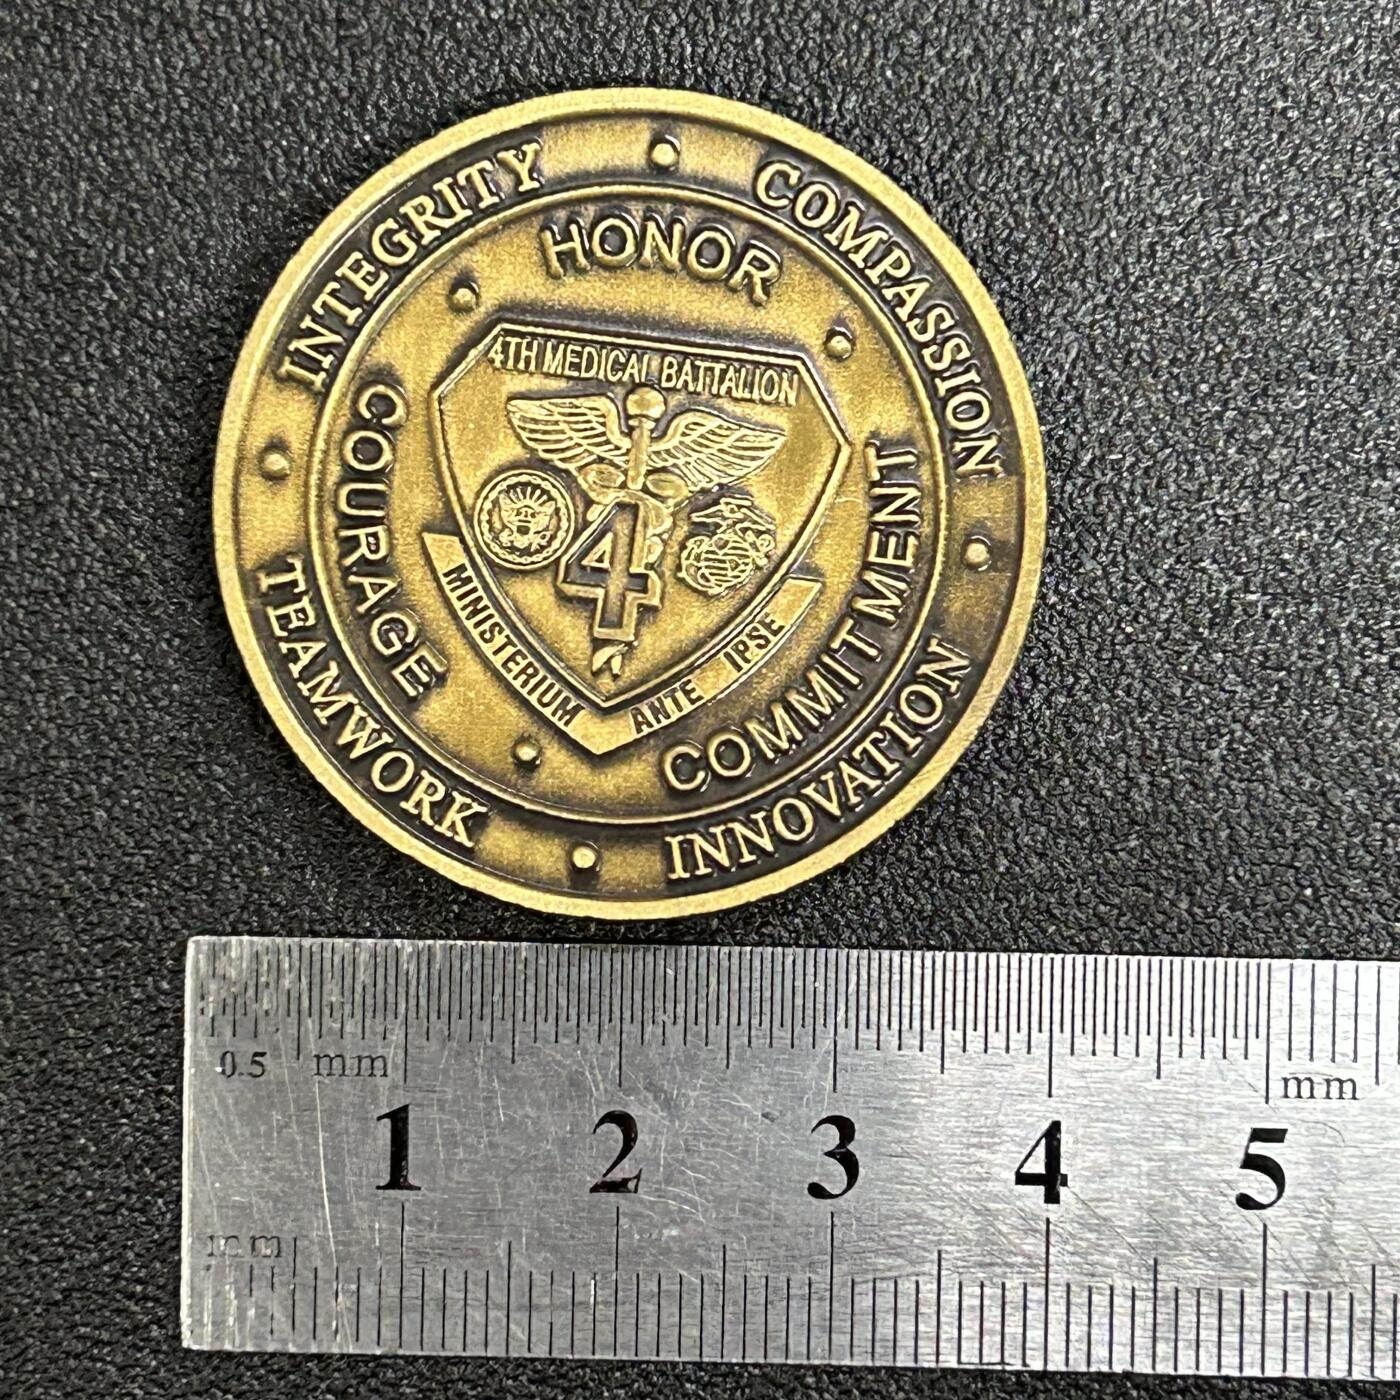 INTEGRITY
COMPASSION
INNOVATION
TEAMWORK
HONOR
COMMITMENT
COURAGE
4TH MEDICAL BATTALION
4
MINISTERIUM ANTE IPSE
0.5 mm
mm
1 2 3 4 5
mm